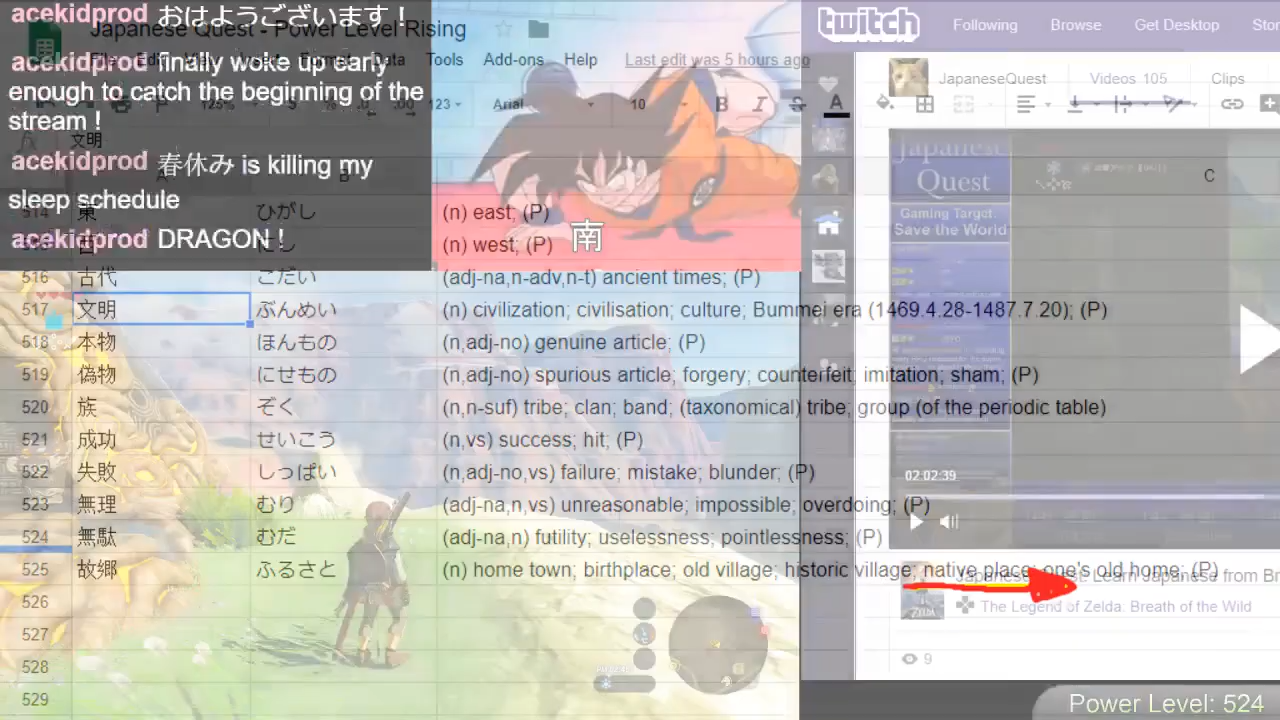 acekidprod おはようございます！
Japanese Quest - Power Level Rising
acekidprod finally woke up early
enough to catch the beginning of the
stream !
Tools Add-ons Help Last edit was 5 hours ago
123 Arial 10 B I S A
文明
acekidprod 春休み is killing my
sleep schedule
514 東 ひがし (n) east; (P)
acekidprod DRAGON !
にし (n) west; (P)
南
516 古代 こだい (adj-na,n-adv,n-t) ancient times; (P)
517 文明 ぶんめい (n) civilization; civilisation; culture; Bummei era (1469.4.28-1487.7.20); (P)
518 本物 ほんもの (n,adj-no) genuine article; (P)
519 偽物 にせもの (n,adj-no) spurious article; forgery; counterfeit; imitation; sham; (P)
520 族 ぞく (n,n-suf) tribe; clan; band; (taxonomical) tribe; group (of the periodic table)
521 成功 せいこう (n,vs) success; hit; (P)
522 失敗 しっぱい (n,adj-no,vs) failure; mistake; blunder; (P)
523 無理 むり (adj-na,n,vs) unreasonable; impossible; overdoing; (P)
524 無駄 むだ (adj-na,n) futility; uselessness; pointlessness; (P)
525 故郷 ふるさと (n) home town; birthplace; old village; historic village; native place; one's old home; (P)
526
527
528
529
twitch Following Browse Get Desktop
JapaneseQuest Videos 105 Clips
C
Japanese
Quest
Gaming Target:
Save the World
02:02:39
Learn Japanese from
The Legend of Zelda: Breath of the Wild
9
Power Level: 524